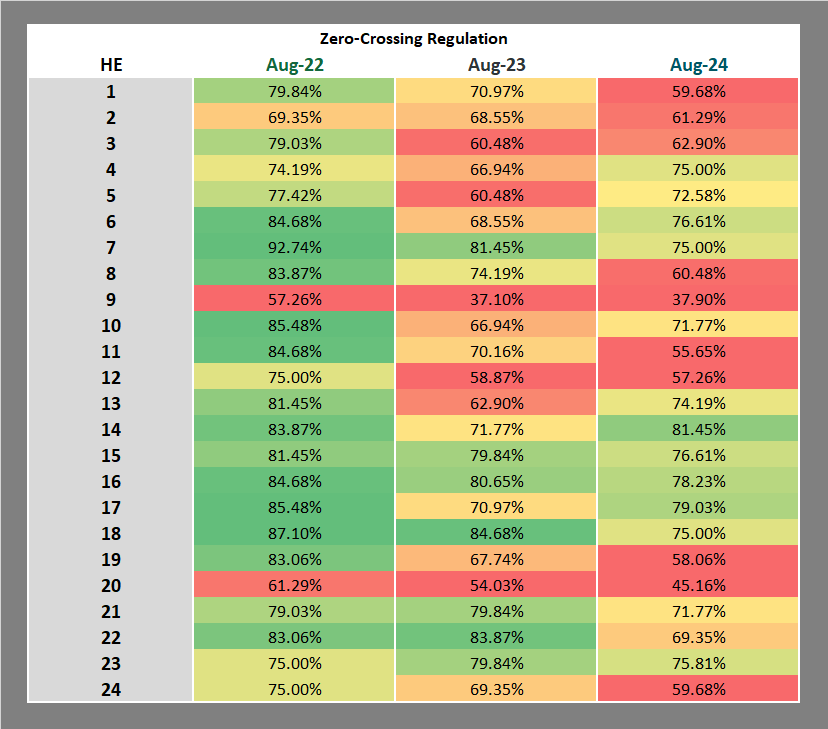 Zero-Crossing Regulation
HE Aug-22 Aug-23 Aug-24
1 79.84% 70.97% 59.68%
2 69.35% 68.55% 61.29%
3 79.03% 60.48% 62.90%
4 74.19% 66.94% 75.00%
5 77.42% 60.48% 72.58%
6 84.68% 68.55% 76.61%
7 92.74% 81.45% 75.00%
8 83.87% 74.19% 60.48%
9 57.26% 37.10% 37.90%
10 85.48% 66.94% 71.77%
11 84.68% 70.16% 55.65%
12 75.00% 58.87% 57.26%
13 81.45% 62.90% 74.19%
14 83.87% 71.77% 81.45%
15 81.45% 79.84% 76.61%
16 84.68% 80.65% 78.23%
17 85.48% 70.97% 79.03%
18 87.10% 84.68% 75.00%
19 83.06% 67.74% 58.06%
20 61.29% 54.03% 45.16%
21 79.03% 79.84% 71.77%
22 83.06% 83.87% 69.35%
23 75.00% 79.84% 75.81%
24 75.00% 69.35% 59.68%